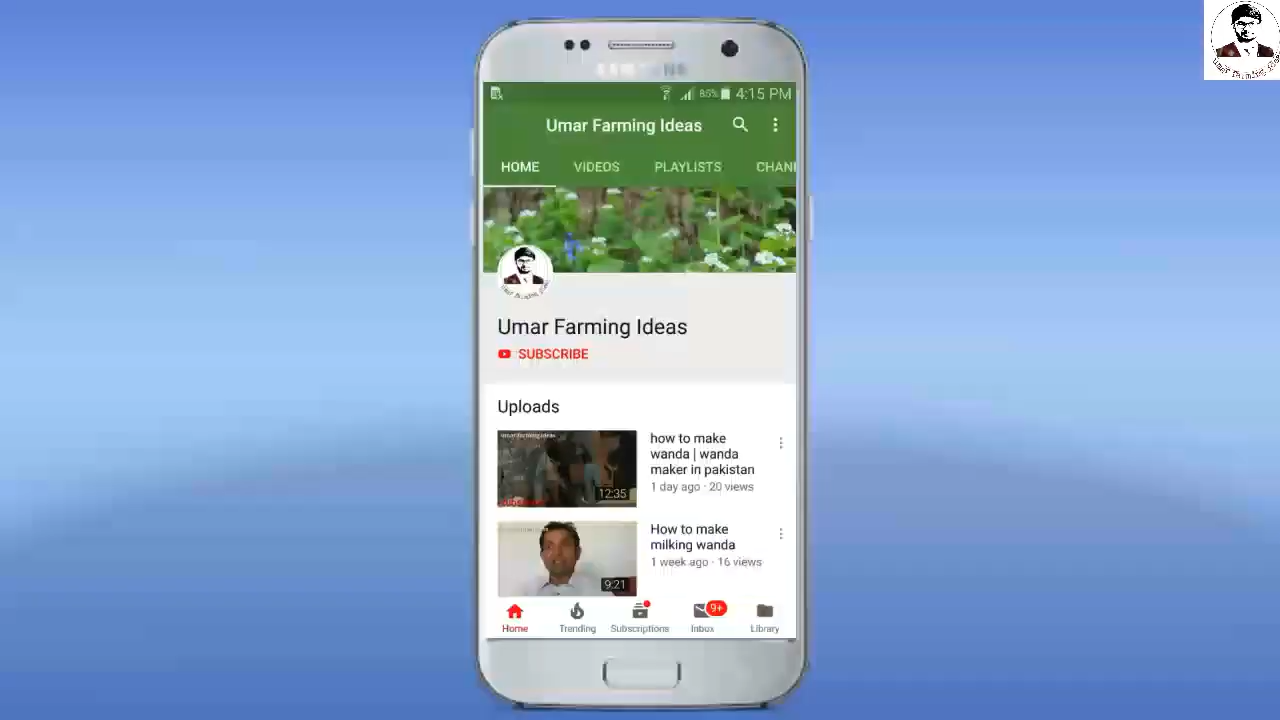 SAMSUNG
85% 4:15 PM
Umar Farming Ideas
HOME VIDEOS PLAYLISTS CHAN
Umar Farming Ideas
SUBSCRIBE
Uploads
how to make
wanda | wanda
maker in pakistan
1 day ago · 20 views
12:35
How to make
milking wanda
1 week ago · 16 views
9:21
9+
Home Trending Subscriptions Inbox Library